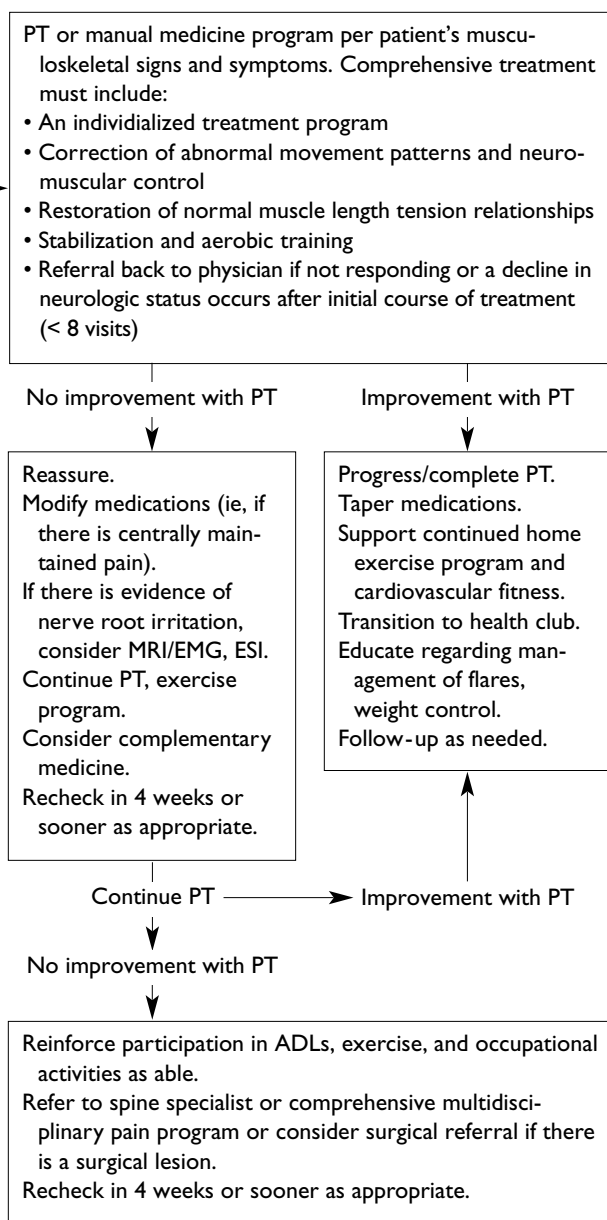 PT or manual medicine program per patient’s muscu-
loskeletal signs and symptoms. Comprehensive treatment
must include:
• An individialized treatment program
• Correction of abnormal movement patterns and neuro-
muscular control
• Restoration of normal muscle length tension relationships
• Stabilization and aerobic training
• Referral back to physician if not responding or a decline in
neurologic status occurs after initial course of treatment
(< 8 visits)
No improvement with PT
Improvement with PT
Reassure.
Modify medications (ie, if
there is centrally main-
tained pain).
If there is evidence of
nerve root irritation,
consider MRI/EMG, ESI.
Continue PT, exercise
program.
Consider complementary
medicine.
Recheck in 4 weeks or
sooner as appropriate.
Progress/complete PT.
Taper medications.
Support continued home
exercise program and
cardiovascular fitness.
Transition to health club.
Educate regarding man-
agement of flares,
weight control.
Follow-up as needed.
Continue PT
Improvement with PT
No improvement with PT
Reinforce participation in ADLs, exercise, and occupational
activities as able.
Refer to spine specialist or comprehensive multidisci-
plinary pain program or consider surgical referral if there
is a surgical lesion.
Recheck in 4 weeks or sooner as appropriate.